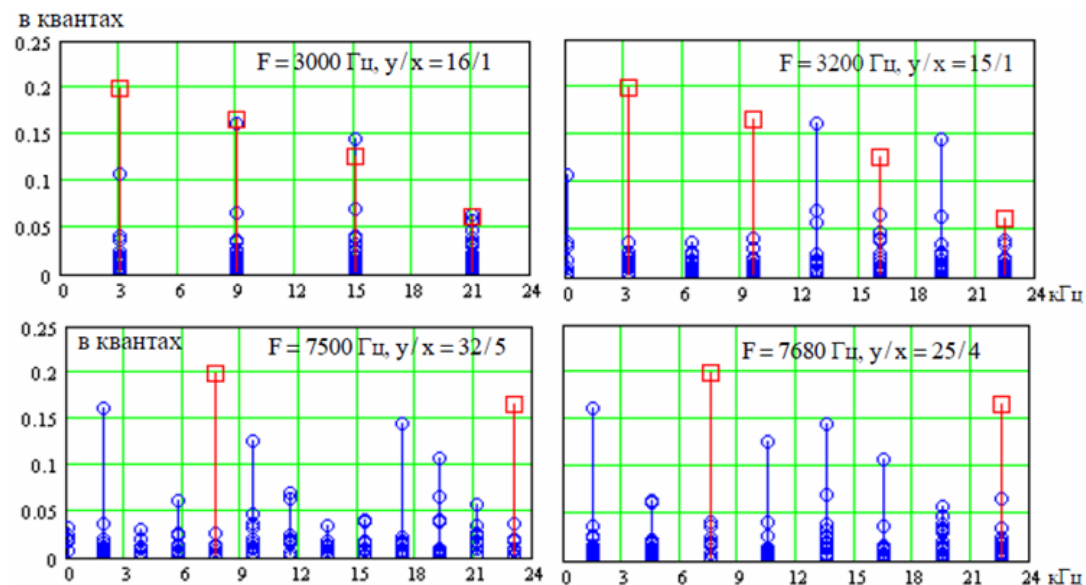 в квантах
0.25
0.2
0.15
0.1
0.05
0
F = 3000 Гц, y/x = 16/1
0 3 6 9 12 15 18 21 24
F = 3200 Гц, y/x = 15/1
0 3 6 9 12 15 18 21 24 кГц
0.25
0.2
0.15
0.1
0.05
0
в квантах
F = 7500 Гц, y/x = 32/5
0 3 6 9 12 15 18 21 24
F = 7680 Гц, y/x = 25/4
0 3 6 9 12 15 18 21 24 кГц